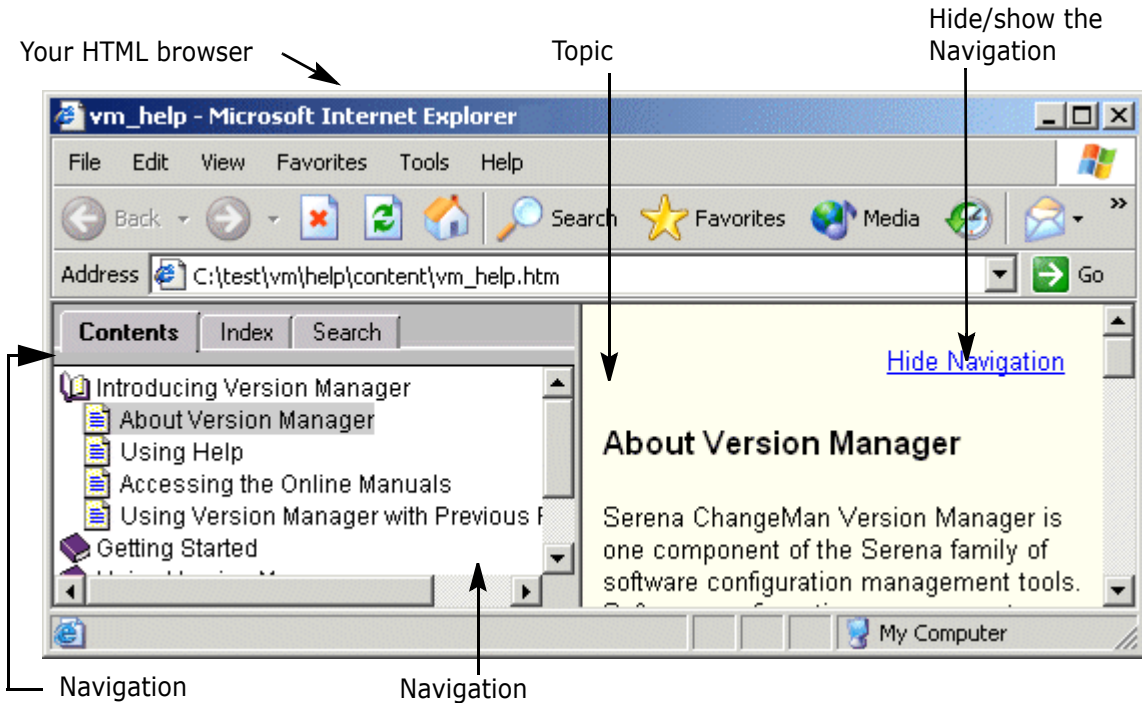 Hide/show the
Navigation
Your HTML browser
Topic
vm_help - Microsoft Internet Explorer
File Edit View Favorites Tools Help
Back Search Favorites Media »
Address C:\test\vm\help\content\vm_help.htm Go
Contents Index Search
Hide Navigation
Introducing Version Manager
About Version Manager
Using Help
Accessing the Online Manuals
Using Version Manager with Previous
Getting Started
About Version Manager
Serena ChangeMan Version Manager is
one component of the Serena family of
software configuration management tools.
My Computer
Navigation
Navigation